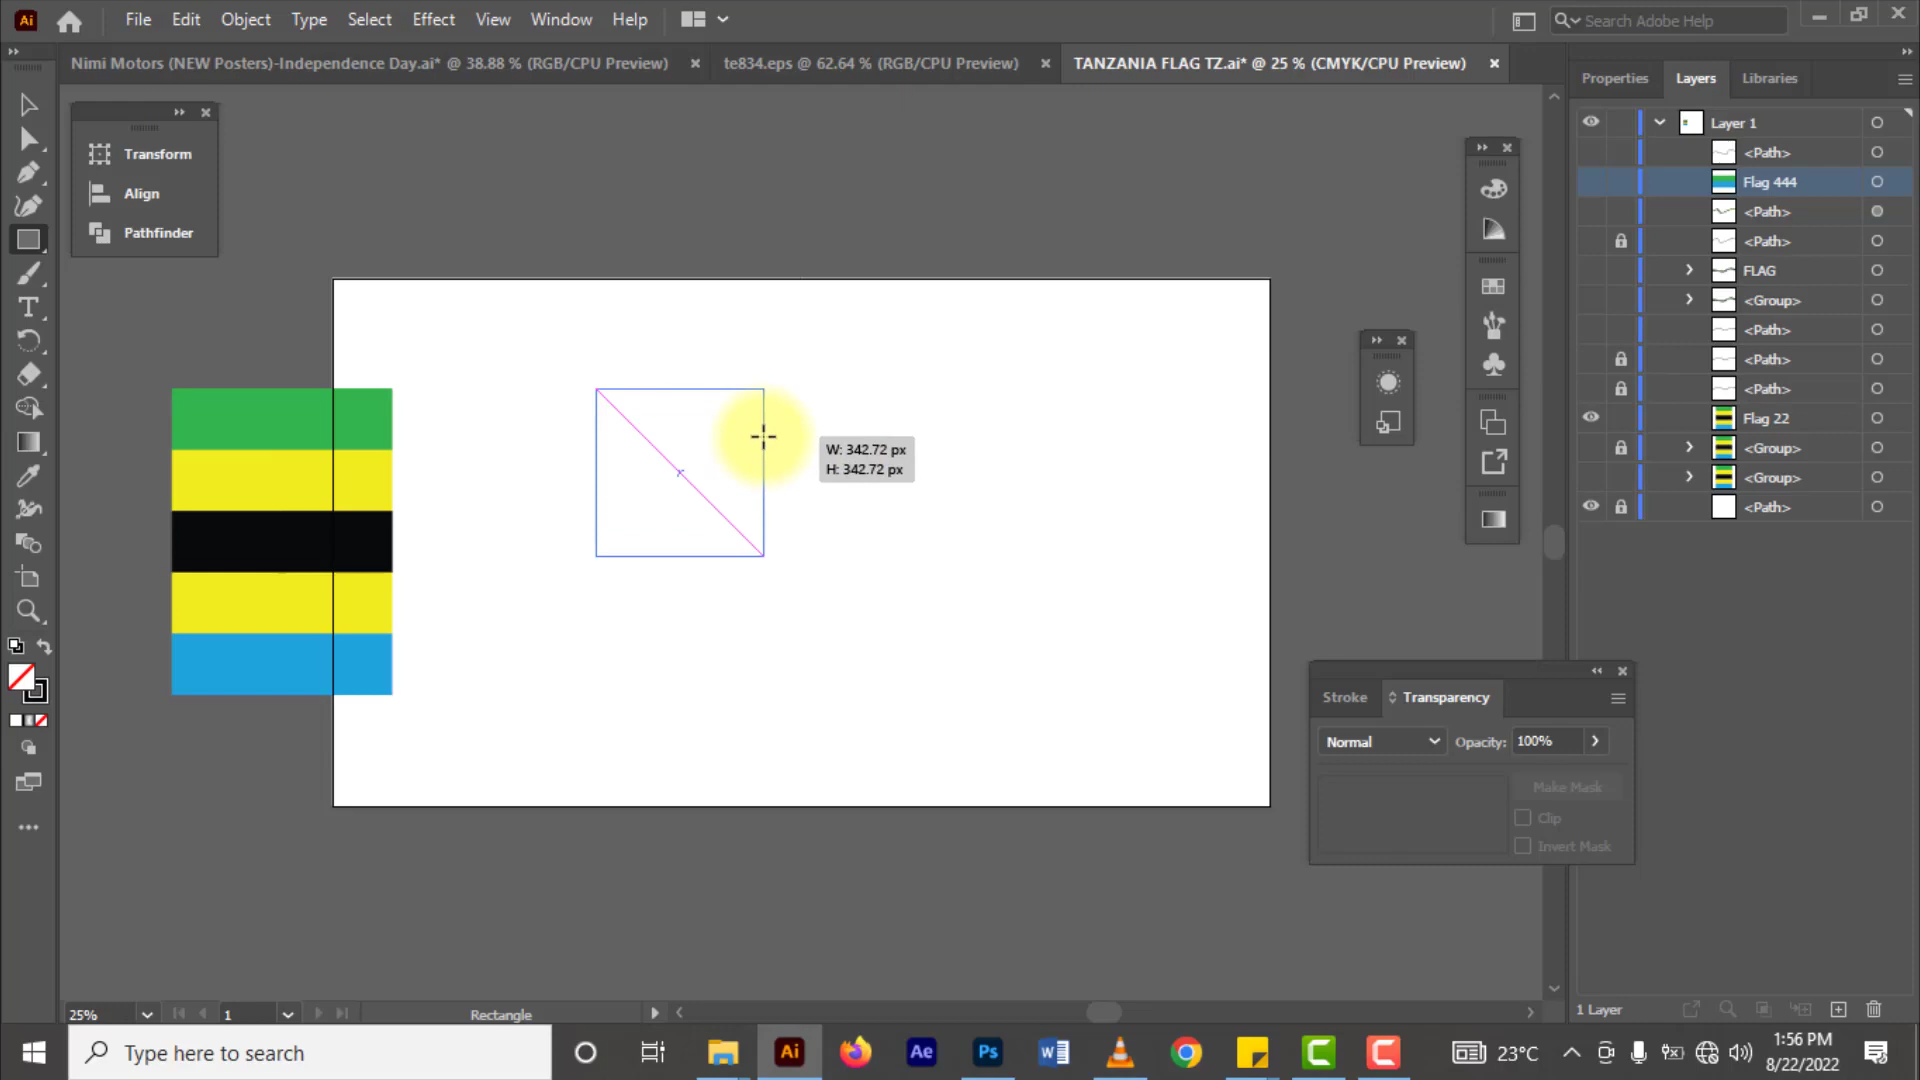 Ai File Edit Object Type Select Effect View Window Help Search Adobe Help
Nimi Motors (NEW Posters)-Independence Day.ai* @ 38.88 % (RGB/CPU Preview) te834.eps @ 62.64 % (RGB/CPU Preview) TANZANIA FLAG TZ.ai* @ 25 % (CMYK/CPU Preview)
Properties Layers Libraries
Transform
Align
Pathfinder
W: 342.72 px
H: 342.72 px
Layer 1
<Path>
Flag 444
<Path>
<Path>
FLAG
<Group>
<Path>
<Path>
<Path>
Flag 22
<Group>
<Group>
<Path>
Stroke Transparency
Normal Opacity: 100%
Make Mask
Clip
Invert Mask
25% 1 Rectangle
1 Layer
Type here to search
Ai Ae Ps
23°C
1:56 PM
8/22/2022